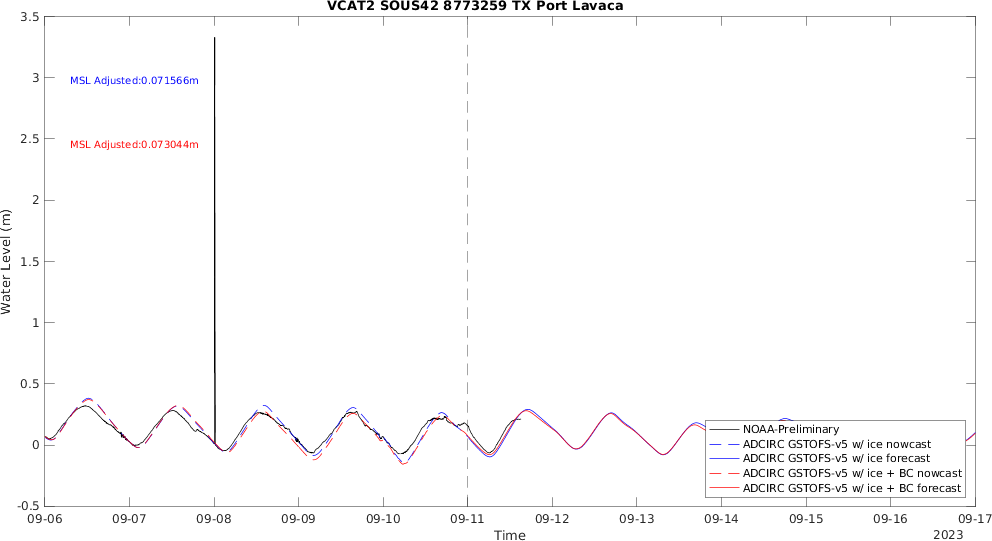 VCAT2 SOUS42 8773259 TX Port Lavaca
3.5
3
2.5
2
1.5
1
0.5
0
-0.5
Water Level (m)
MSL Adjusted:0.071566m
MSL Adjusted:0.073044m
NOAA-Preliminary
ADCIRC GSTOFS-v5 w/ ice nowcast
ADCIRC GSTOFS-v5 w/ ice forecast
ADCIRC GSTOFS-v5 w/ ice + BC nowcast
ADCIRC GSTOFS-v5 w/ ice + BC forecast
09-06 09-07 09-08 09-09 09-10 09-11 09-12 09-13 09-14 09-15 09-16 09-17
Time
2023